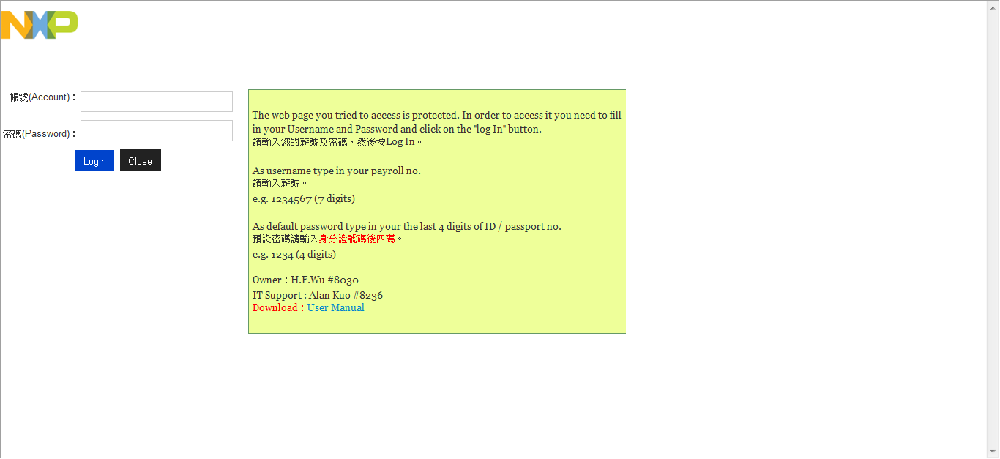 NXP
帳號(Account)：
密碼(Password)：
Login Close
The web page you tried to access is protected. In order to access it you need to fill
in your Username and Password and click on the "log In" button.
請輸入您的薪號及密碼，然後按Log In。
As username type in your payroll no.
請輸入薪號。
e.g. 1234567 (7 digits)
As default password type in your the last 4 digits of ID / passport no.
預設密碼請輸入身分證號碼後四碼。
e.g. 1234 (4 digits)
Owner：H.F.Wu #8030
IT Support : Alan Kuo #8236
Download：User Manual